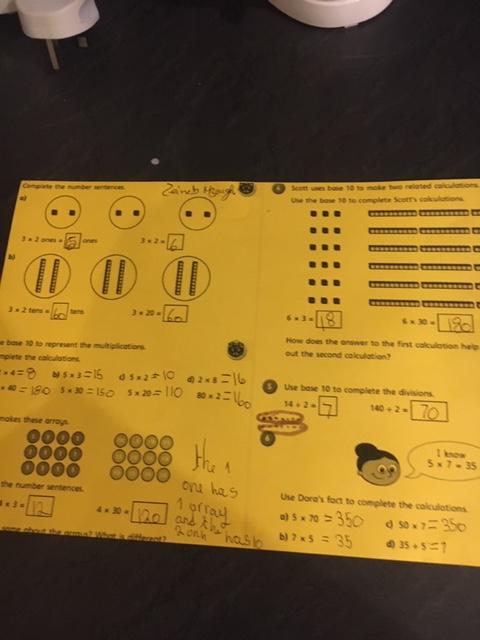 Complete the number sentences.
a)
3 × 2 ones = 6 ones
3 × 2 = 6
b)
3 × 2 tens = 60 tens
3 × 20 = 60
e base 10 to represent the multiplications.
mplete the calculations.
× 4 = 8 b) 5 × 3 = 15 c) 5 × 2 = 10 d) 2 × 8 = 16
× 40 = 180 5 × 30 = 150 5 × 20 = 110 80 × 2 = 160
makes these arrays.
the number sentences.
× 3 = 12
4 × 30 = 120
the 1
one has
1 array
and the
has 10
same about the arrays? What is different?
4 Scott uses base 10 to make two related calculations.
Use the base 10 to complete Scott's calculations.
6 × 3 = 18
6 × 30 = 180
How does the answer to the first calculation help
out the second calculation?
5 Use base 10 to complete the divisions.
14 ÷ 2 = 7
140 ÷ 2 = 70
6
I know
5 × 7 = 35
Use Dora's fact to complete the calculations.
a) 5 × 70 = 350 c) 50 × 7 = 350
b) 7 × 5 = 35 d) 35 ÷ 5 = 7